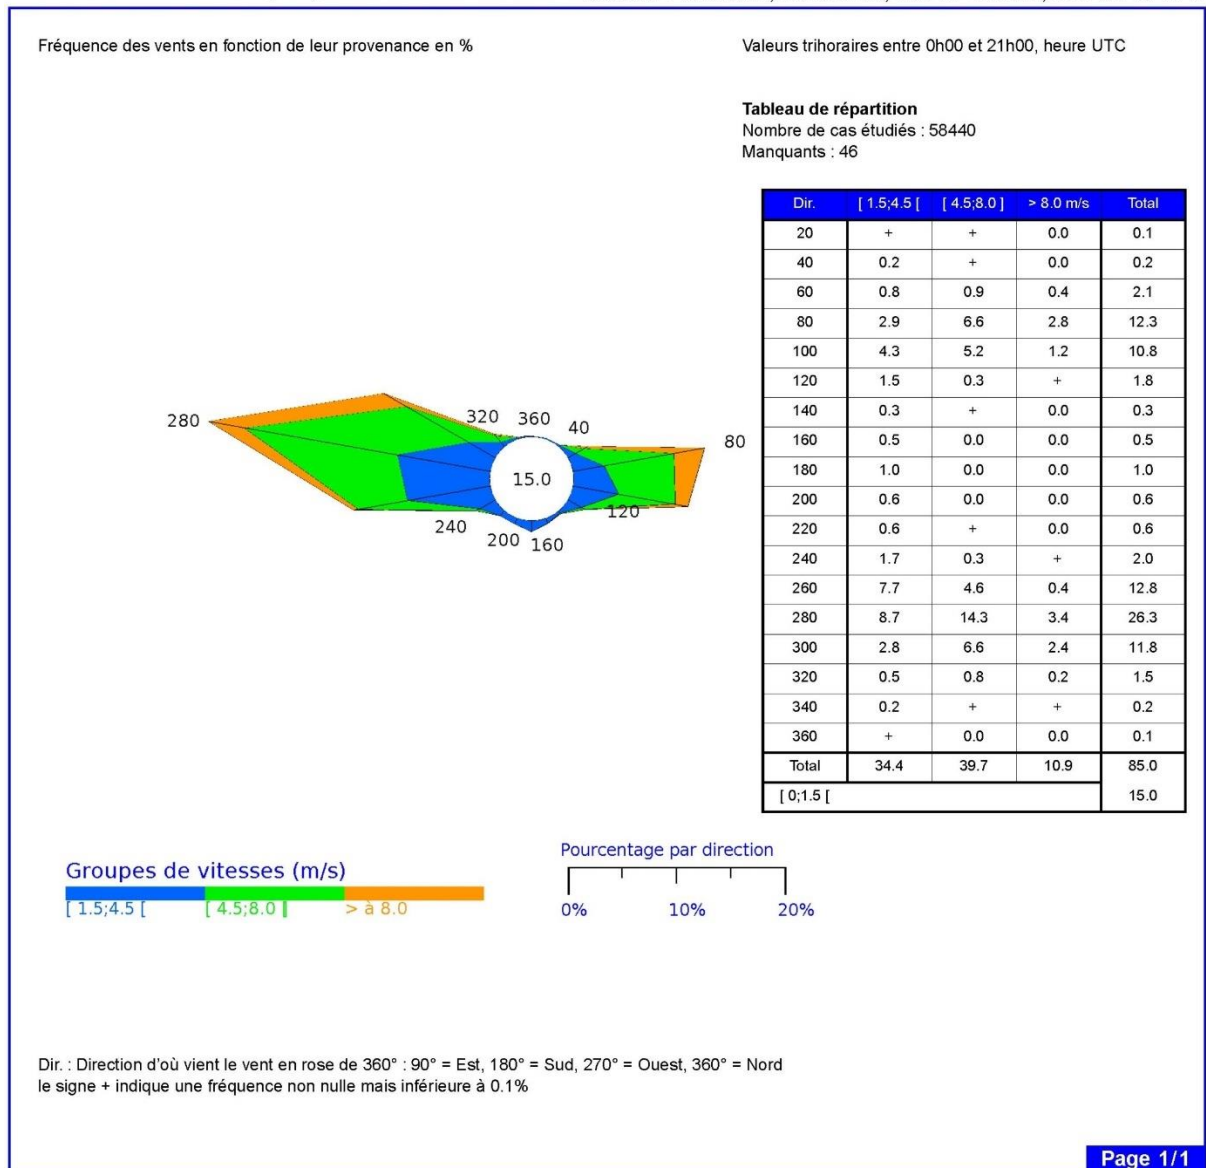 Fréquence des vents en fonction de leur provenance en %
Valeurs trihoraires entre 0h00 et 21h00, heure UTC
Tableau de répartition
Nombre de cas étudiés : 58440
Manquants : 46
Dir. [ 1.5;4.5 [ [ 4.5;8.0 ] > 8.0 m/s Total
20 + + 0.0 0.1
40 0.2 + 0.0 0.2
60 0.8 0.9 0.4 2.1
80 2.9 6.6 2.8 12.3
100 4.3 5.2 1.2 10.8
120 1.5 0.3 + 1.8
140 0.3 + 0.0 0.3
160 0.5 0.0 0.0 0.5
180 1.0 0.0 0.0 1.0
200 0.6 0.0 0.0 0.6
220 0.6 + 0.0 0.6
240 1.7 0.3 + 2.0
260 7.7 4.6 0.4 12.8
280 8.7 14.3 3.4 26.3
300 2.8 6.6 2.4 11.8
320 0.5 0.8 0.2 1.5
340 0.2 + + 0.2
360 + 0.0 0.0 0.1
Total 34.4 39.7 10.9 85.0
[ 0;1.5 [ 15.0
280
320
360
40
80
15.0
120
240
200
160
Groupes de vitesses (m/s)
[ 1.5;4.5 [ [ 4.5;8.0 ] > à 8.0
Pourcentage par direction
0% 10% 20%
Dir. : Direction d'où vient le vent en rose de 360° : 90° = Est, 180° = Sud, 270° = Ouest, 360° = Nord
le signe + indique une fréquence non nulle mais inférieure à 0.1%
Page 1/1